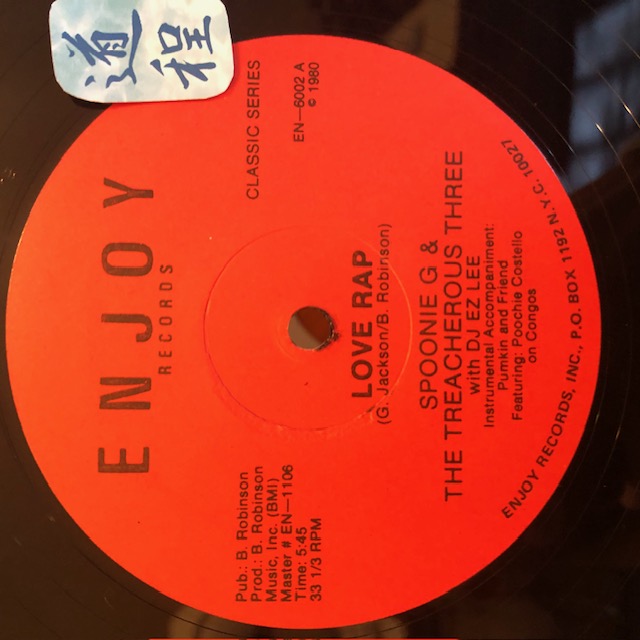 道程
ENJOY
RECORDS
CLASSIC SERIES
EN—6002 A
© 1980
Pub.: B. Robinson
Prod.: B. Robinson
Music, Inc. (BMI)
Master # EN—1106
Time: 5:45
33 1/3 RPM
LOVE RAP
(G. Jackson/B. Robinson)
SPOONIE G &
THE TREACHEROUS THREE
with DJ EZ LEE
Instrumental Accompaniment:
Pumkin and Friend
Featuring: Poochie Costello
on Congos
ENJOY RECORDS, INC., P.O. BOX 1192 N.Y.C. 10027